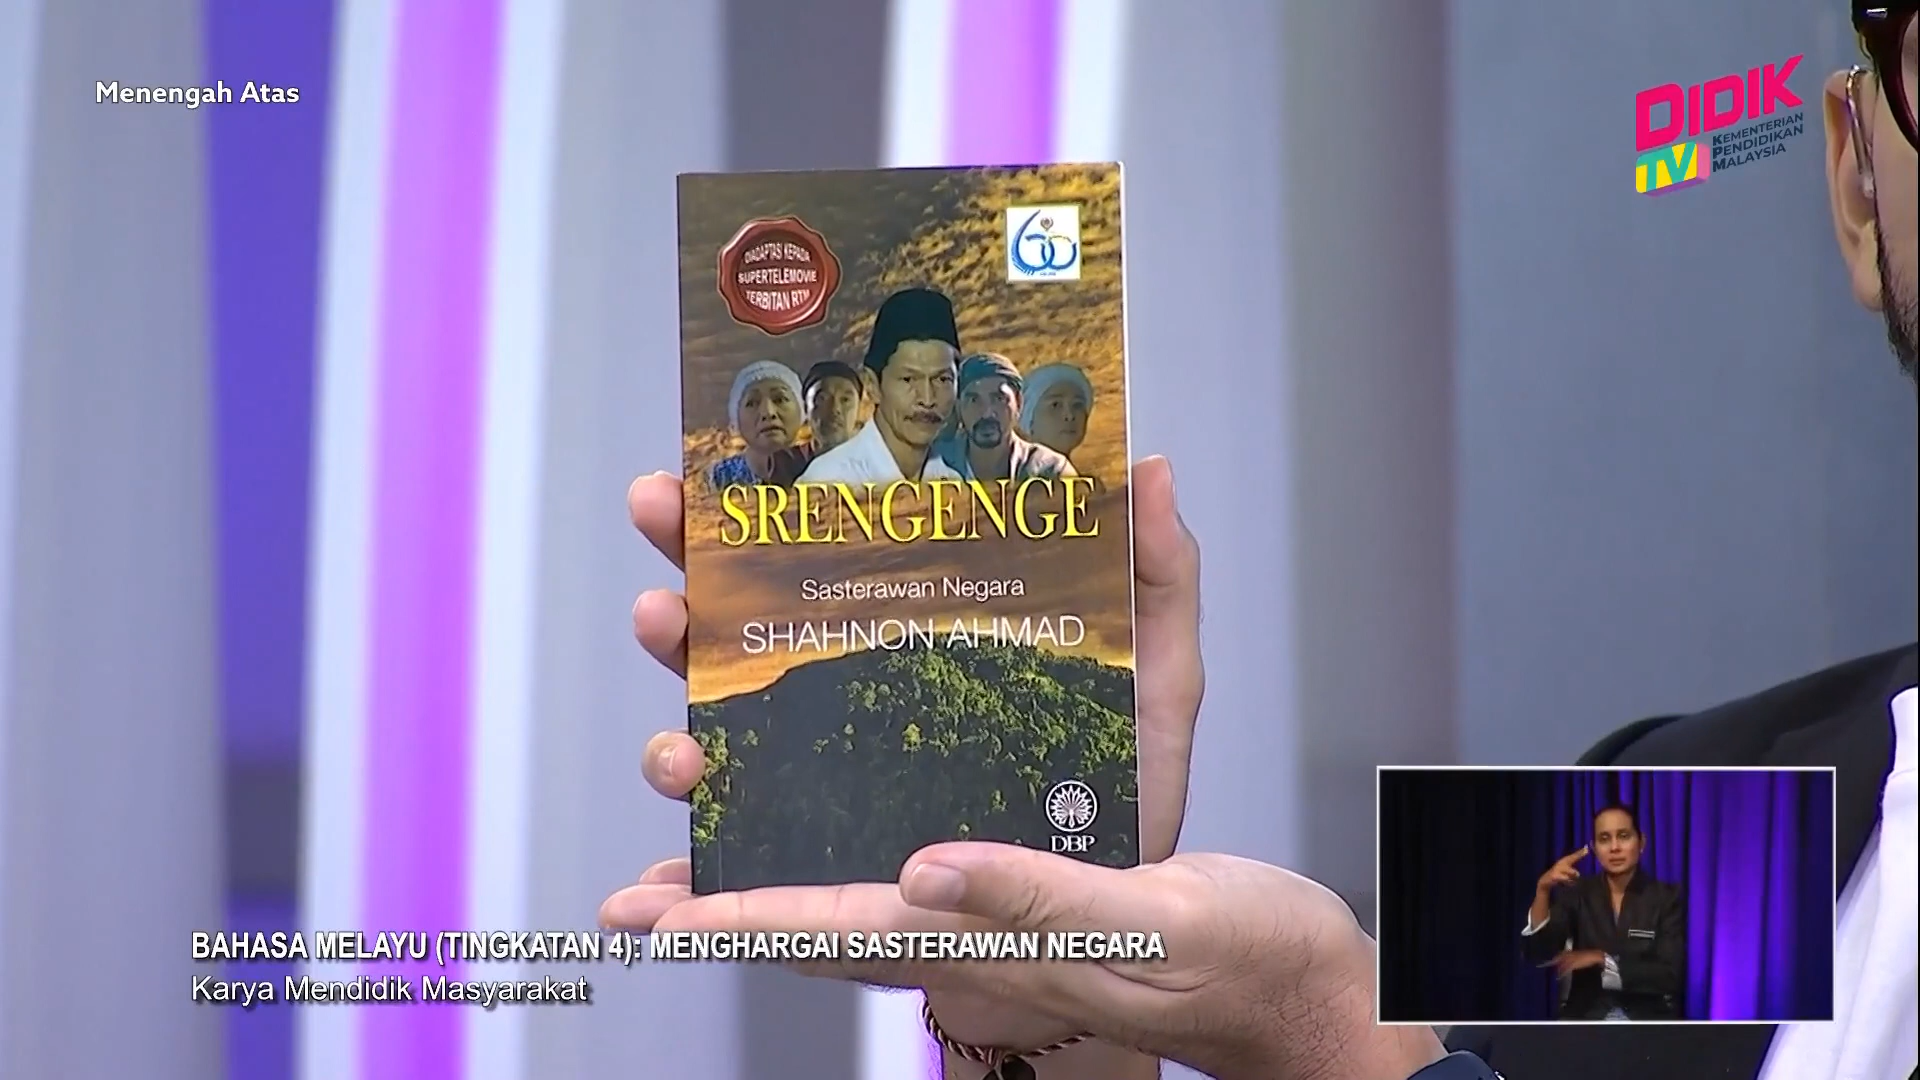 Menengah Atas
DIDIK
TV
KEMENTERIAN
PENDIDIKAN
MALAYSIA
DIADAPTASI KEPADA
SUPERTELEMOVIE
TERBITAN RTM
60
SRENGENGE
Sasterawan Negara
SHAHNON AHMAD
DBP
BAHASA MELAYU (TINGKATAN 4): MENGHARGAI SASTERAWAN NEGARA
Karya Mendidik Masyarakat